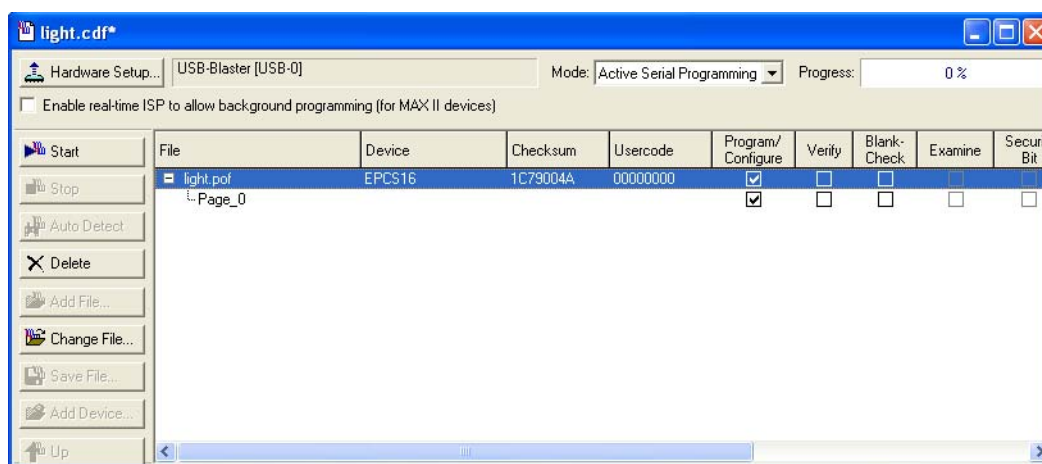 light.cdf*
Hardware Setup... USB-Blaster [USB-0] Mode: Active Serial Programming Progress: 0 %
Enable real-time ISP to allow background programming (for MAX II devices)
Start
Stop
Auto Detect
Delete
Add File...
Change File...
Save File...
Add Device...
Up
File Device Checksum Usercode Program/ Configure Verify Blank- Check Examine Secur Bit
light.pof EPCS16 1C79004A 00000000
Page_0